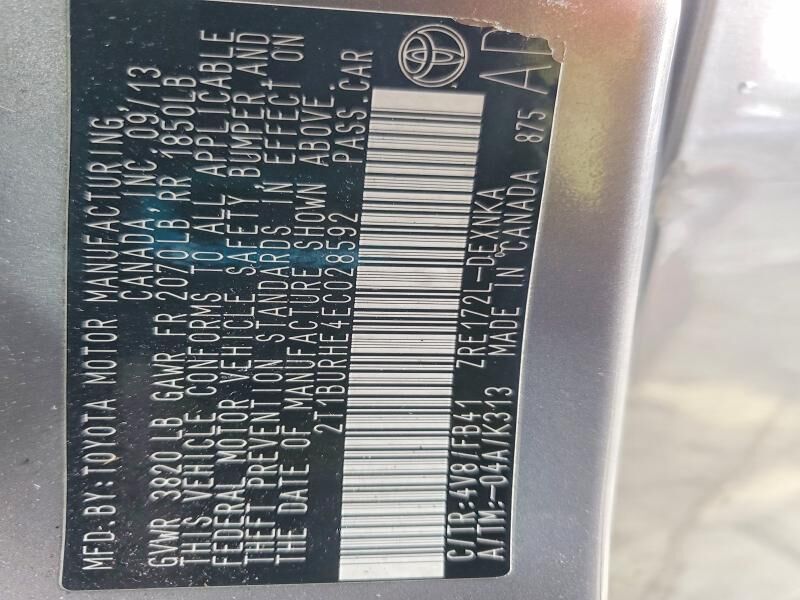 MFD.BY:TOYOTA MOTOR MANUFACTURING,
CANADA, INC 09/13
GVWR 3820 LB GAWR FR 2070 LB RR 1850LB
THIS VEHICLE CONFORMS TO ALL APPLICABLE
FEDERAL MOTOR VEHICLE SAFETY, BUMPER, AND
THEFT PREVENTION STANDARDS IN EFFECT ON
THE DATE OF MANUFACTURE SHOWN ABOVE.
2T1BURHE4EC028592 PASS.CAR
C/TR:4V8/FB41 ZRE172L-DEXNKA
A/TM:-04A/K313 MADE IN CANADA 875